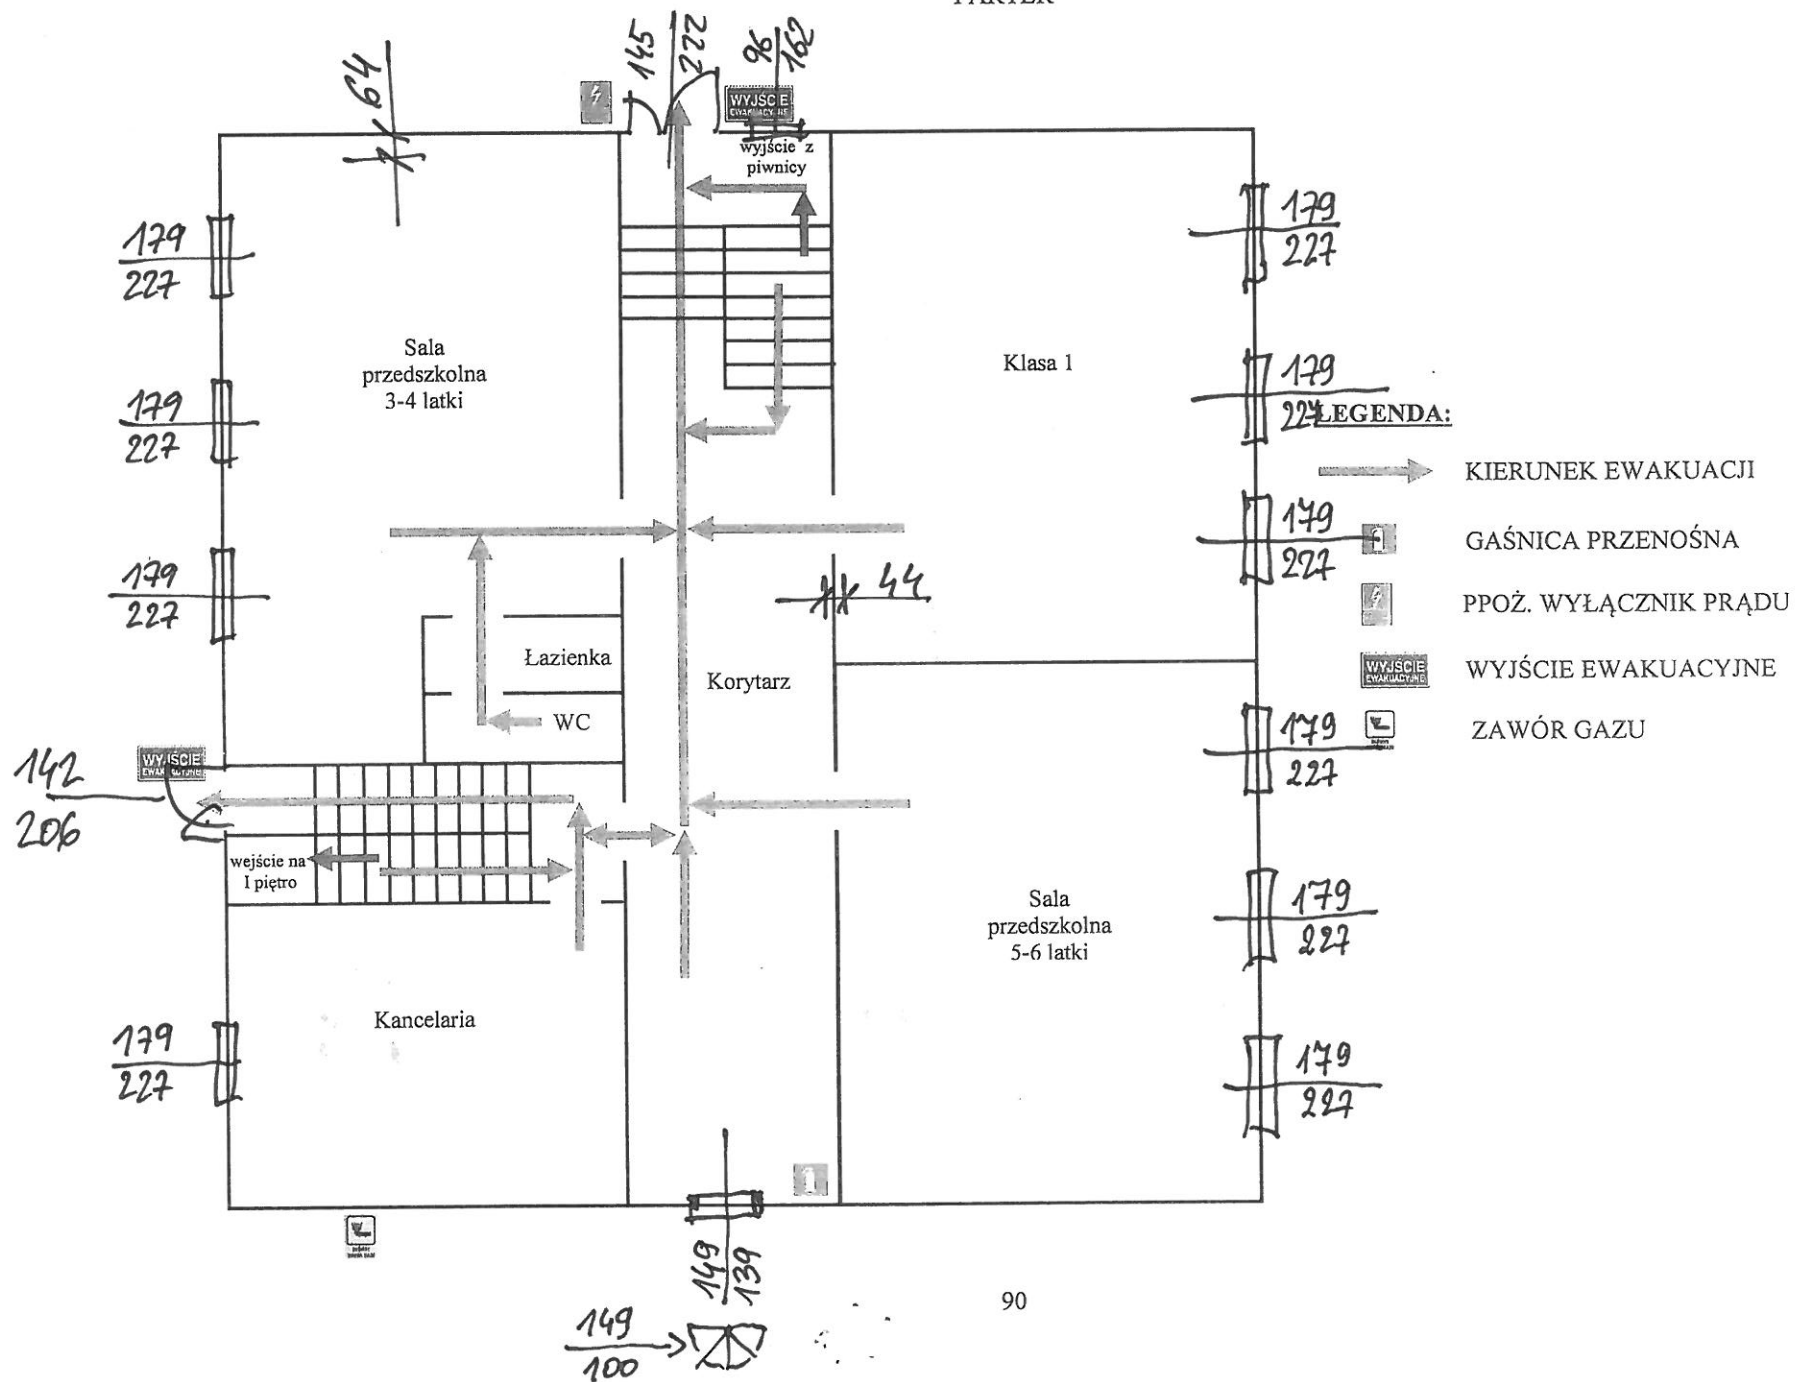 145
222
96
162
64
WYJŚCIE
EWAKUACYJNE
wyjście z
piwnicy
179
227
179
227
179
227
Sala
przedszkolna
3-4 latki
Klasa 1
179
227
179
227
179
227
LEGENDA:
KIERUNEK EWAKUACJI
GAŚNICA PRZENOŚNA
PPOŻ. WYŁĄCZNIK PRĄDU
WYJŚCIE
EWAKUACYJNE
WYJŚCIE EWAKUACYJNE
ZAWÓR GAZU
44
Łazienka
WC
Korytarz
WYJŚCIE
EWAKUACYJNE
142
206
wejście na
I piętro
179
227
179
227
179
227
Sala
przedszkolna
5-6 latki
Kancelaria
179
227
149
139
149
100
90